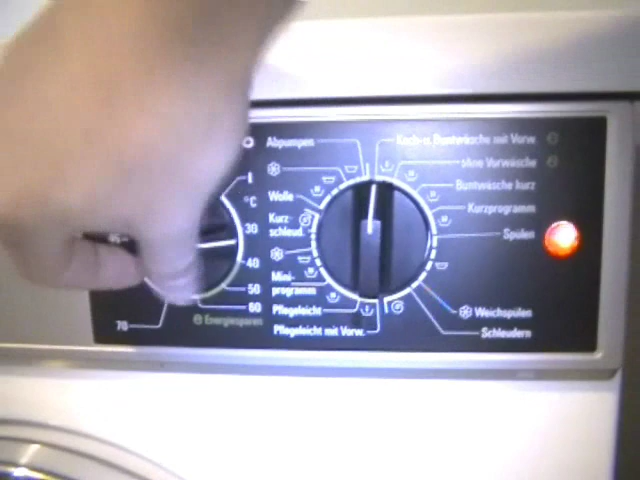 Abpumpen
Koch-u. Buntwäsche mit Vorw.
ohne Vorwäsche
Buntwäsche kurz
Kurzprogramm
Spülen
Weichspülen
Schleudern
Wolle
Kurz-
schleud.
Mini-
programm
Pflegeleicht
Pflegeleicht mit Vorw.
°C
30
40
50
60
70
Energiesparen